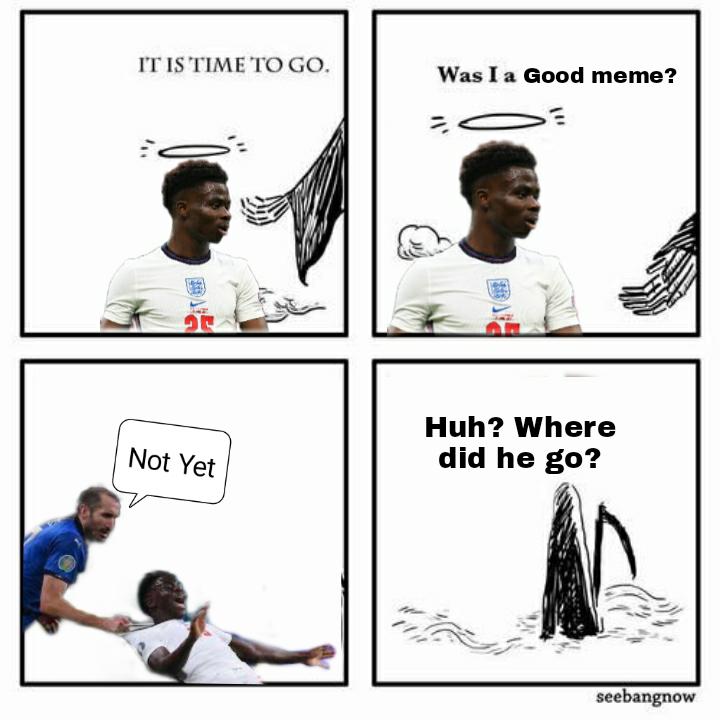 IT IS TIME TO GO.
Was I a Good meme?
Not Yet
Huh? Where
did he go?
seebangnow